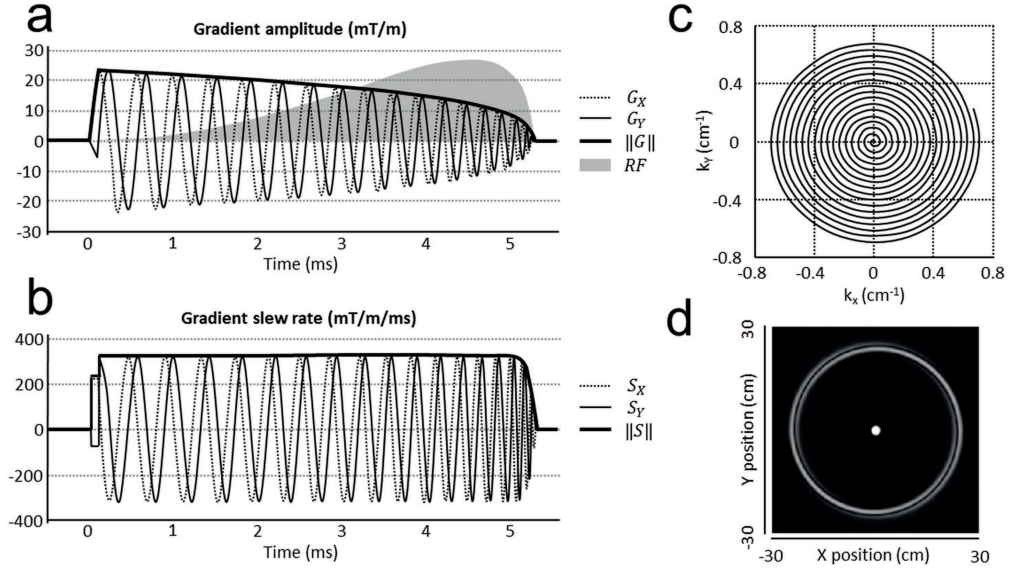 a
Gradient amplitude (mT/m)
30
20
10
0
-10
-20
-30
0 1 2 3 4 5
Time (ms)
G_X
G_Y
‖G‖
RF
b
Gradient slew rate (mT/m/ms)
400
200
0
-200
-400
0 1 2 3 4 5
Time (ms)
S_X
S_Y
‖S‖
c
0.8
0.4
0
-0.4
-0.8
k_Y (cm⁻¹)
-0.8 -0.4 0 0.4 0.8
k_x (cm⁻¹)
d
30
Y position (cm)
-30
-30 X position (cm) 30